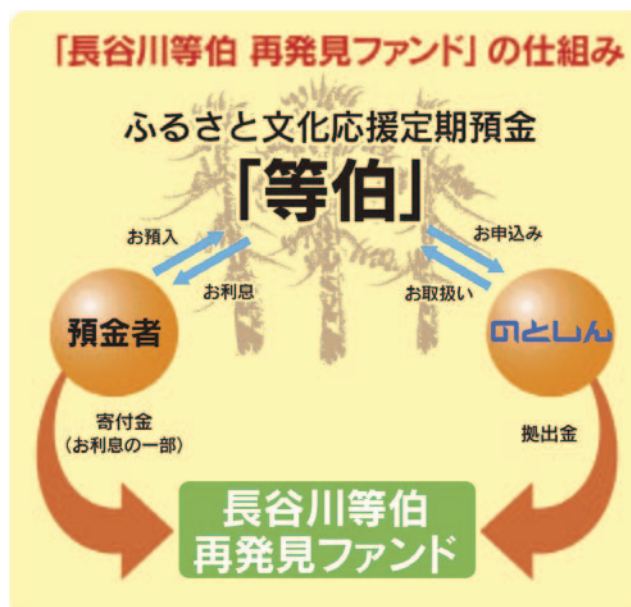 「長谷川等伯 再発見ファンド」の仕組み
ふるさと文化応援定期預金
「等伯」
お預入
お利息
お申込み
お取扱い
預金者
のとしん
寄付金
(お利息の一部)
拠出金
長谷川等伯
再発見ファンド